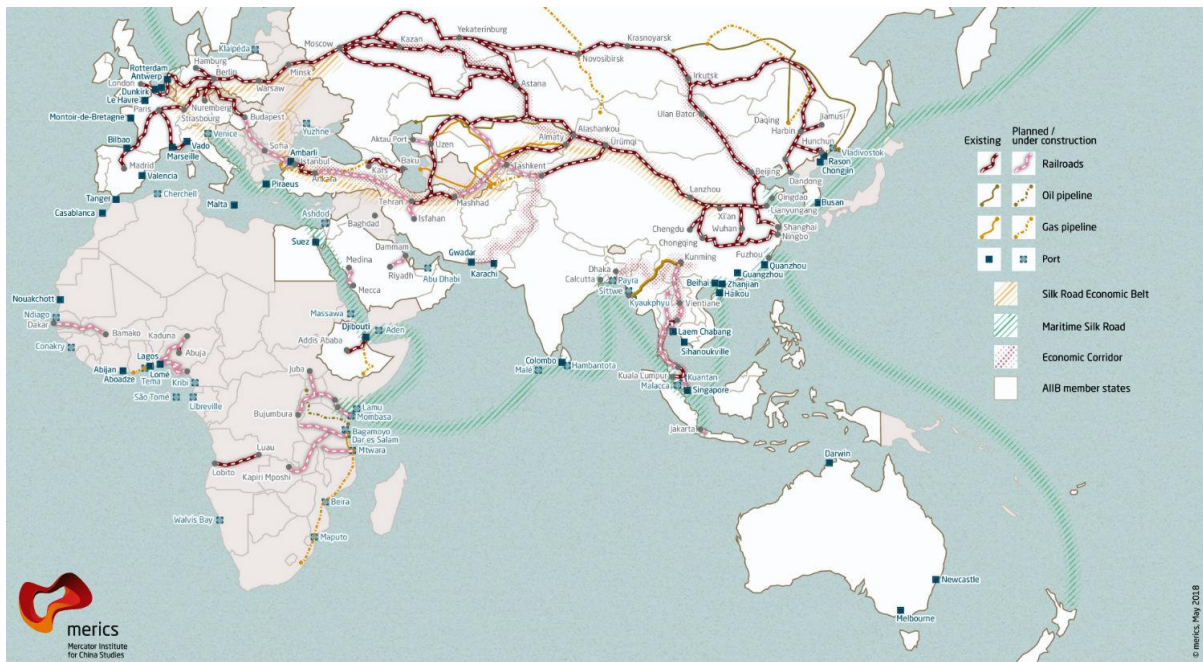 Yekaterinburg
Krasnoyarsk
Moscow
Kazan
Novosibirsk
Klaipėda
Hamburg
Rotterdam
Antwerp
London
Berlin
Minsk
Warsaw
Dunkirk
Le Havre
Paris
Nuremberg
Strasbourg
Budapest
Astana
Irkutsk
Ulan Bator
Daqing
Jiamusi
Harbin
Montoir-de-Bretagne
Venice
Yuzhne
Alashankou
Almaty
Ürümqi
Hunchun
Vladivostok
Rason
Chongjin
Bilbao
Vado
Marseille
Madrid
Valencia
Sofia
Ambarli
Istanbul
Ankara
Aktau Port
Uzen
Baku
Kars
Tashkent
Beijing
Dandong
Piraeus
Tanger
Cherchell
Casablanca
Malta
Tehran
Mashhad
Isfahan
Lanzhou
Qingdao
Lianyungang
Busan
Xi'an
Wuhan
Shanghai
Ningbo
Chengdu
Chongqing
Ashdod
Baghdad
Suez
Dammam
Medina
Riyadh
Mecca
Abu Dhabi
Gwadar
Karachi
Kunming
Fuzhou
Quanzhou
Guangzhou
Dhaka
Calcutta
Payra
Sittwe
Kyaukphyu
Beihai
Zhanjian
Haikou
Vientiane
Nouakchott
Ndiago
Dakar
Bamako
Massawa
Aden
Djibouti
Addis Ababa
Laem Chabang
Sihanoukville
Conakry
Kaduna
Abuja
Lagos
Abijan
Lomé
Aboadze
Tema
Kribi
São Tomé
Libreville
Juba
Colombo
Hambantota
Malé
Kuala Lumpur
Kuantan
Malacca
Singapore
Bujumbura
Lamu
Mombasa
Bagamoyo
Dar es Salam
Mtwara
Jakarta
Luau
Lobito
Kapiri Mposhi
Darwin
Walvis Bay
Beira
Maputo
Newcastle
Melbourne
Existing
Planned /
under construction
Railroads
Oil pipeline
Gas pipeline
Port
Silk Road Economic Belt
Maritime Silk Road
Economic Corridor
AIIB member states
merics
Mercator Institute
for China Studies
© merics, May 2018